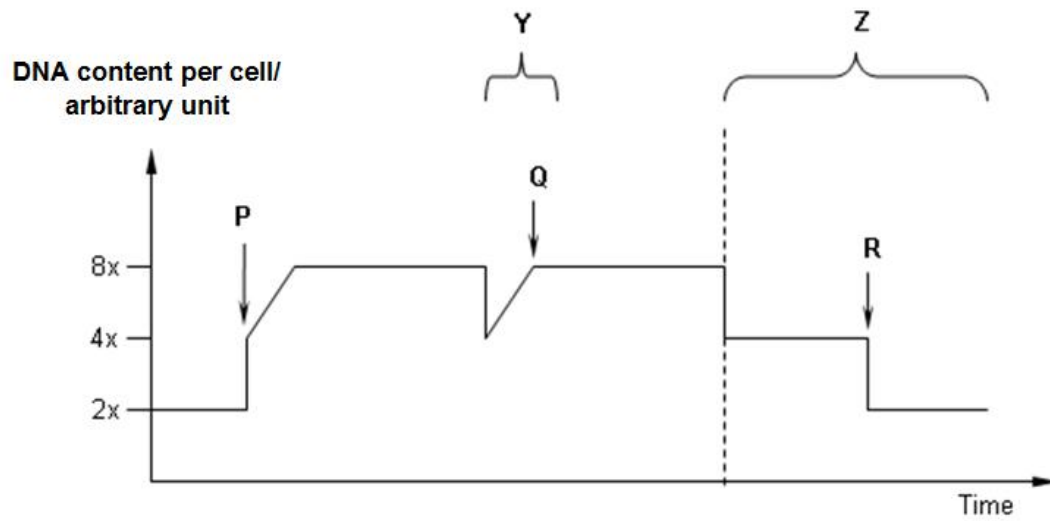 Y
Z
DNA content per cell/
arbitrary unit
P
Q
R
8x
4x
2x
Time